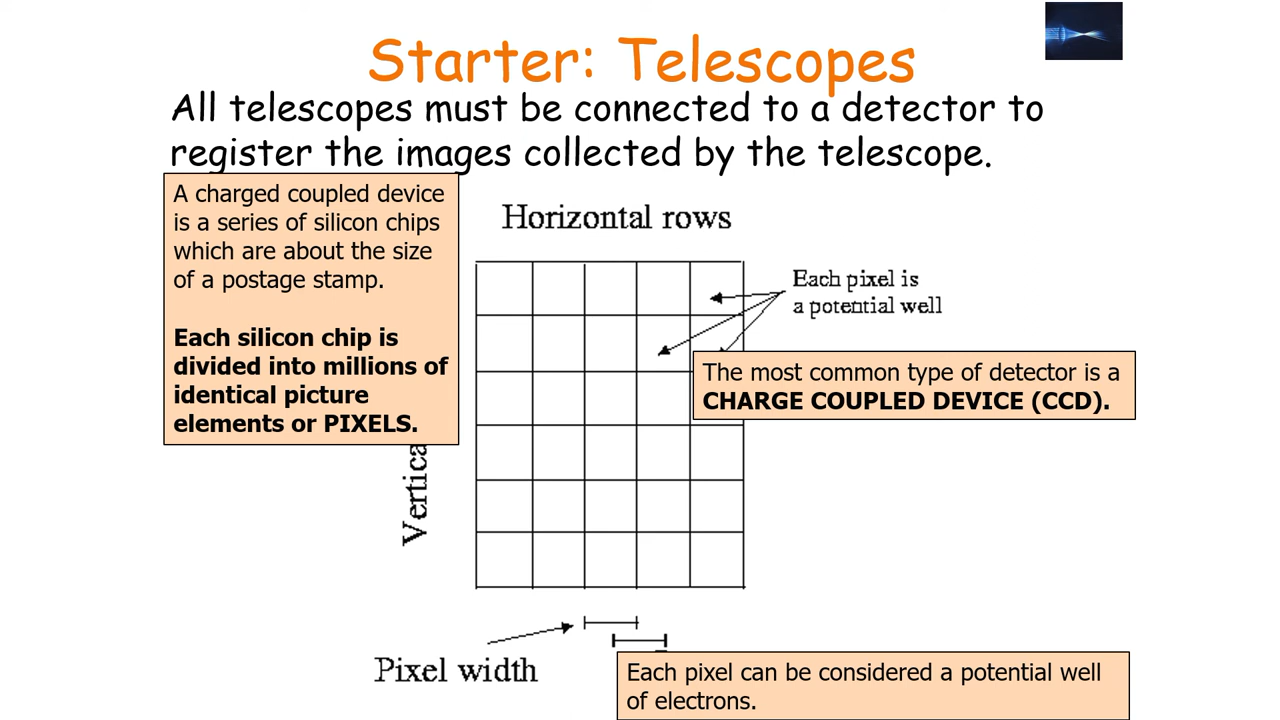 Starter: Telescopes
All telescopes must be connected to a detector to
register the images collected by the telescope.
A charged coupled device
is a series of silicon chips
which are about the size
of a postage stamp.
Each silicon chip is
divided into millions of
identical picture
elements or PIXELS.
Horizontal rows
Each pixel is
a potential well
The most common type of detector is a
CHARGE COUPLED DEVICE (CCD).
Pixel width
Each pixel can be considered a potential well
of electrons.